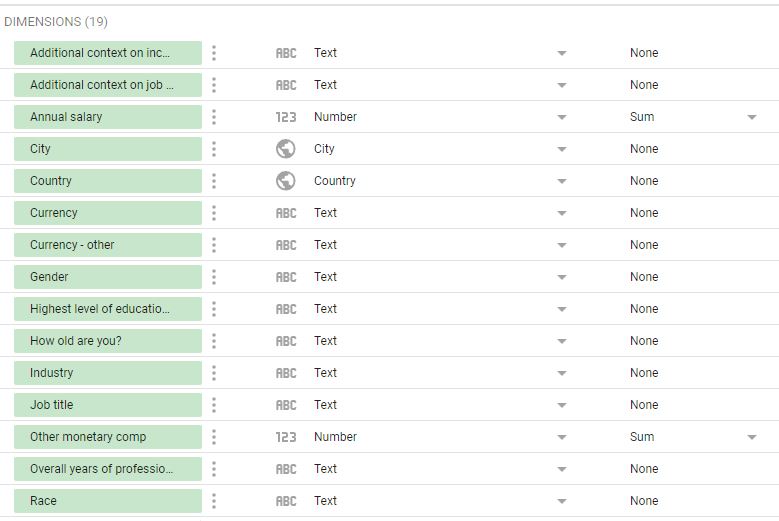 DIMENSIONS (19)
Additional context on inc... ABC Text None
Additional context on job ... ABC Text None
Annual salary 123 Number Sum
City City None
Country Country None
Currency ABC Text None
Currency - other ABC Text None
Gender ABC Text None
Highest level of educatio... ABC Text None
How old are you? ABC Text None
Industry ABC Text None
Job title ABC Text None
Other monetary comp 123 Number Sum
Overall years of professio... ABC Text None
Race ABC Text None